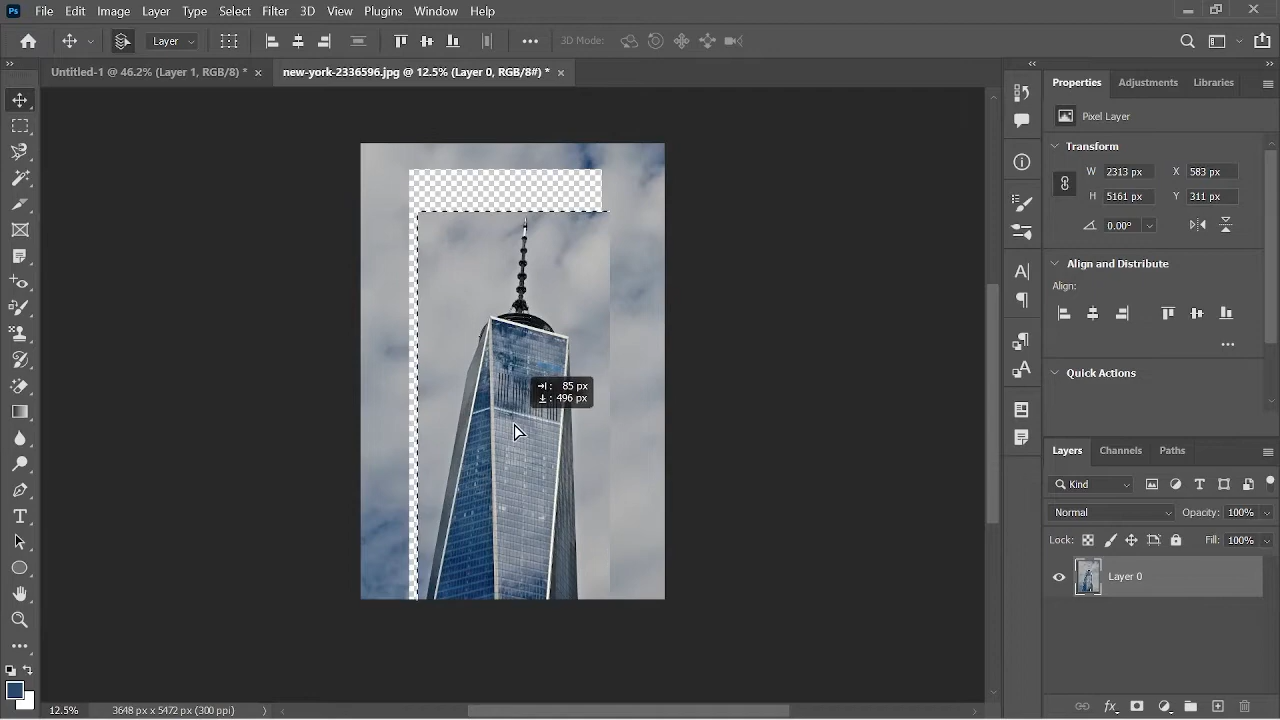 Ps File Edit Image Layer Type Select Filter 3D View Plugins Window Help
Layer 3D Mode:
Untitled-1 @ 46.2% (Layer 1, RGB/8) * new-york-2336596.jpg @ 12.5% (Layer 0, RGB/8#) *
Properties Adjustments Libraries
Pixel Layer
Transform
W 2313 px X 583 px
H 5161 px Y 311 px
0.00°
Align and Distribute
Align:
Quick Actions
85 px
496 px
Layers Channels Paths
Kind
Normal Opacity: 100%
Lock: Fill: 100%
Layer 0
12.5% 3648 px x 5472 px (300 ppi)